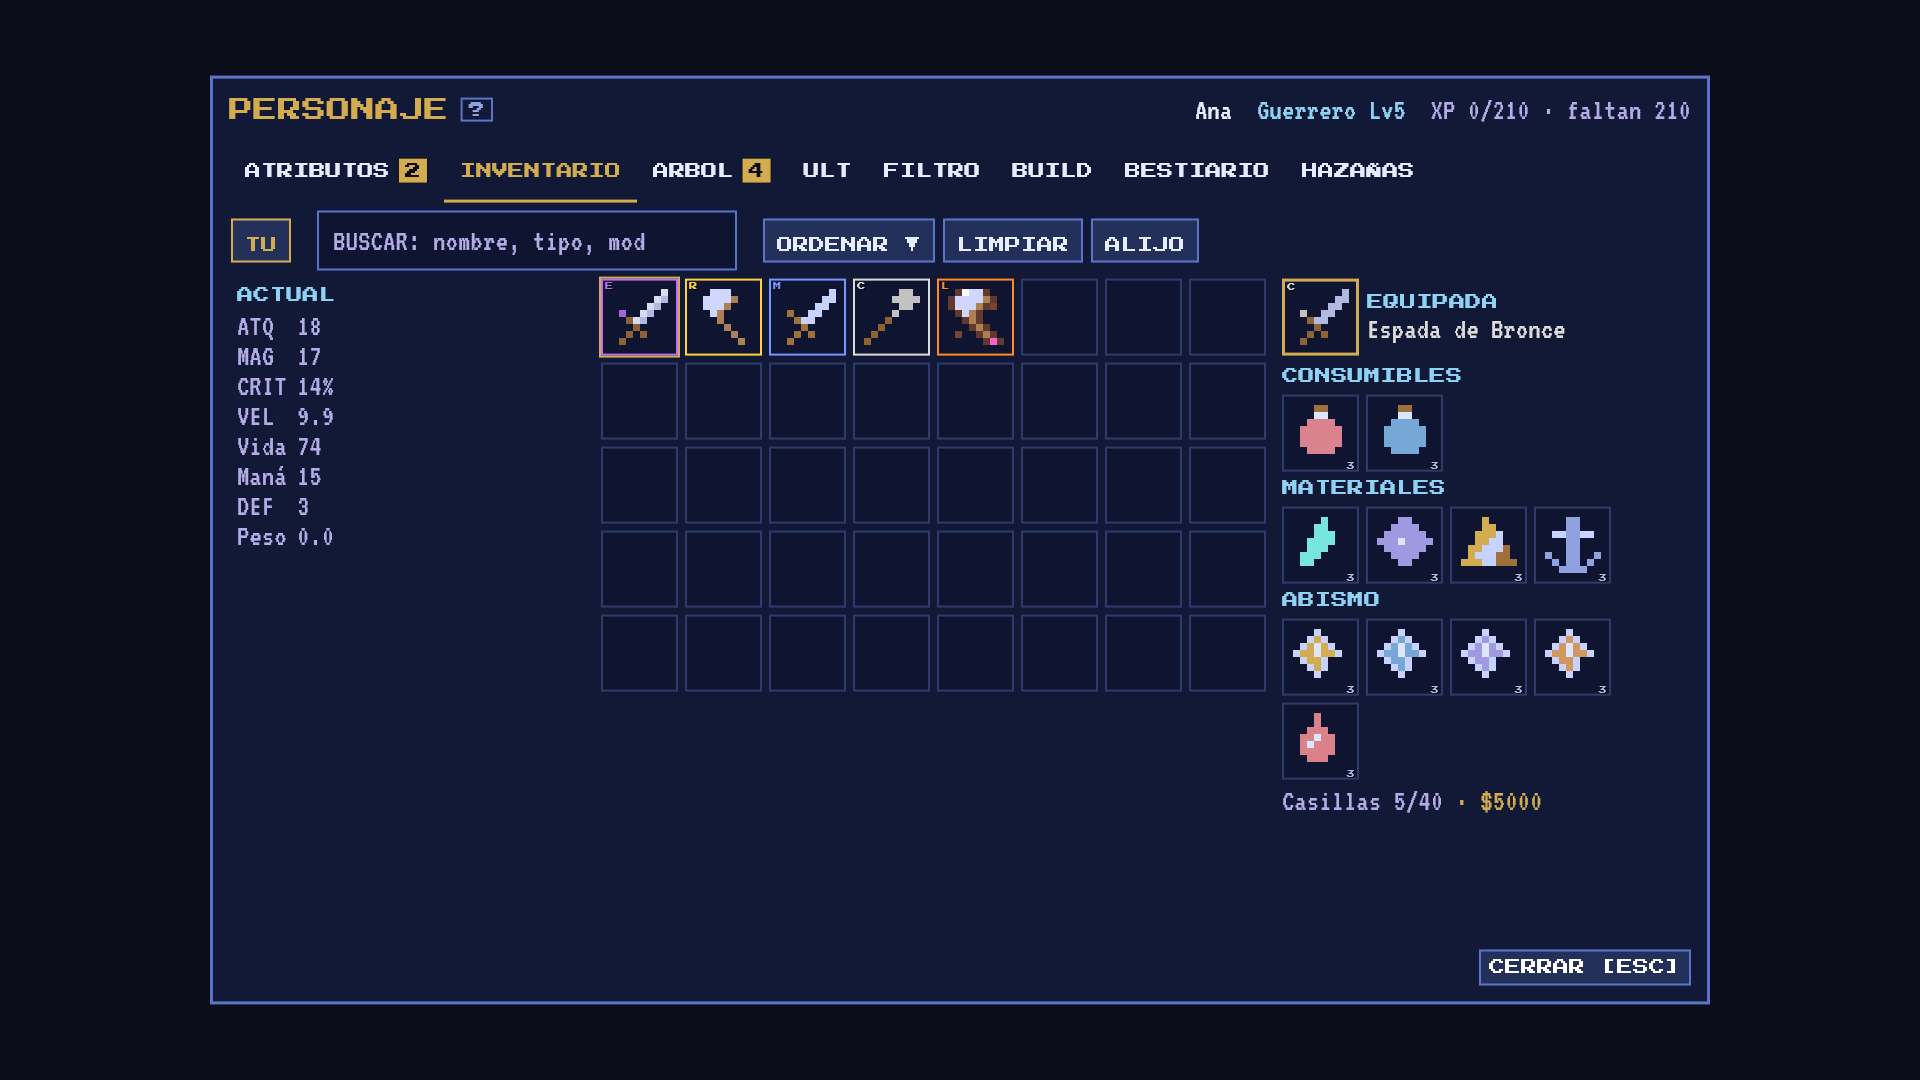 PERSONAJE ?
Ana Guerrero Lv5 XP 0/210 · faltan 210
ATRIBUTOS 2 INVENTARIO ARBOL 4 ULT FILTRO BUILD BESTIARIO HAZAÑAS
TU BUSCAR: nombre, tipo, mod ORDENAR ▼ LIMPIAR ALIJO
ACTUAL
ATQ 18
MAG 17
CRIT 14%
VEL 9.9
Vida 74
Maná 15
DEF 3
Peso 0.0
E R M C L
C
EQUIPADA
Espada de Bronce
CONSUMIBLES
3 3
MATERIALES
3 3 3 3
ABISMO
3 3 3 3
3
Casillas 5/40 · $5000
CERRAR [ESC]